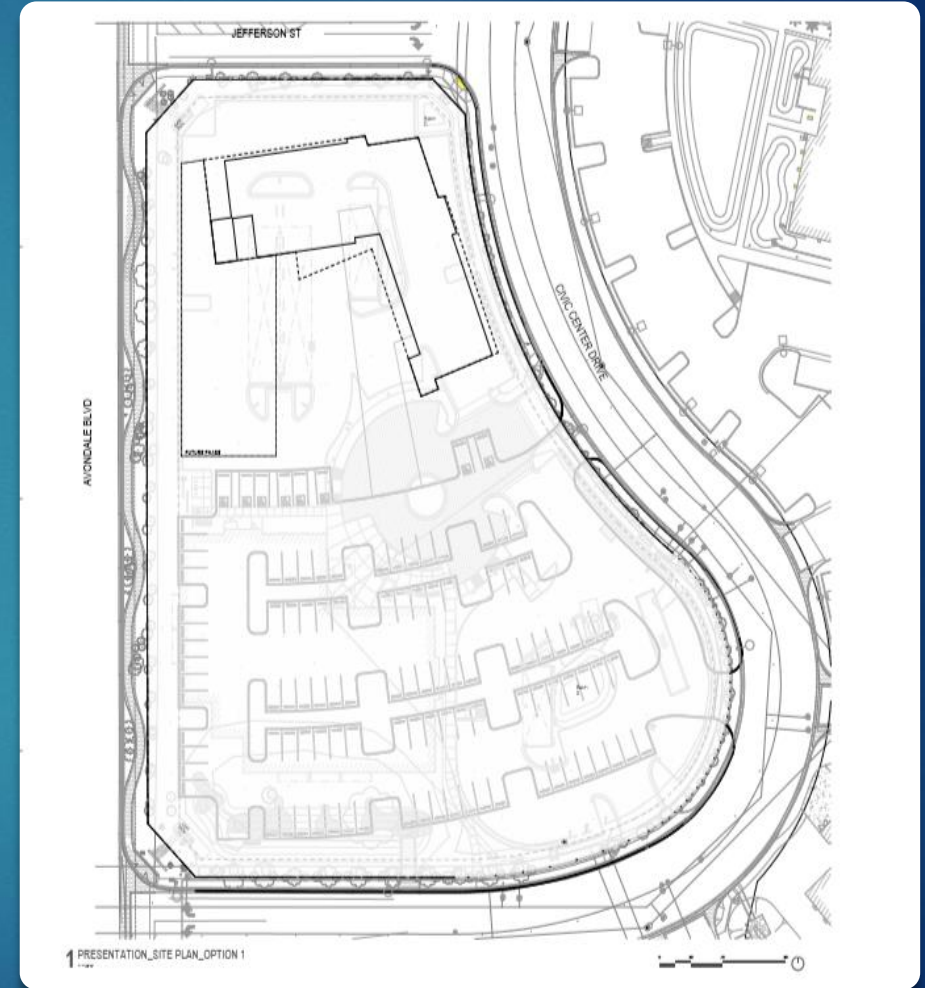 JEFFERSON ST
CIVIC CENTER DRIVE
AVONDALE BLVD
FUTURE PHASE
1 PRESENTATION_SITE PLAN_OPTION 1